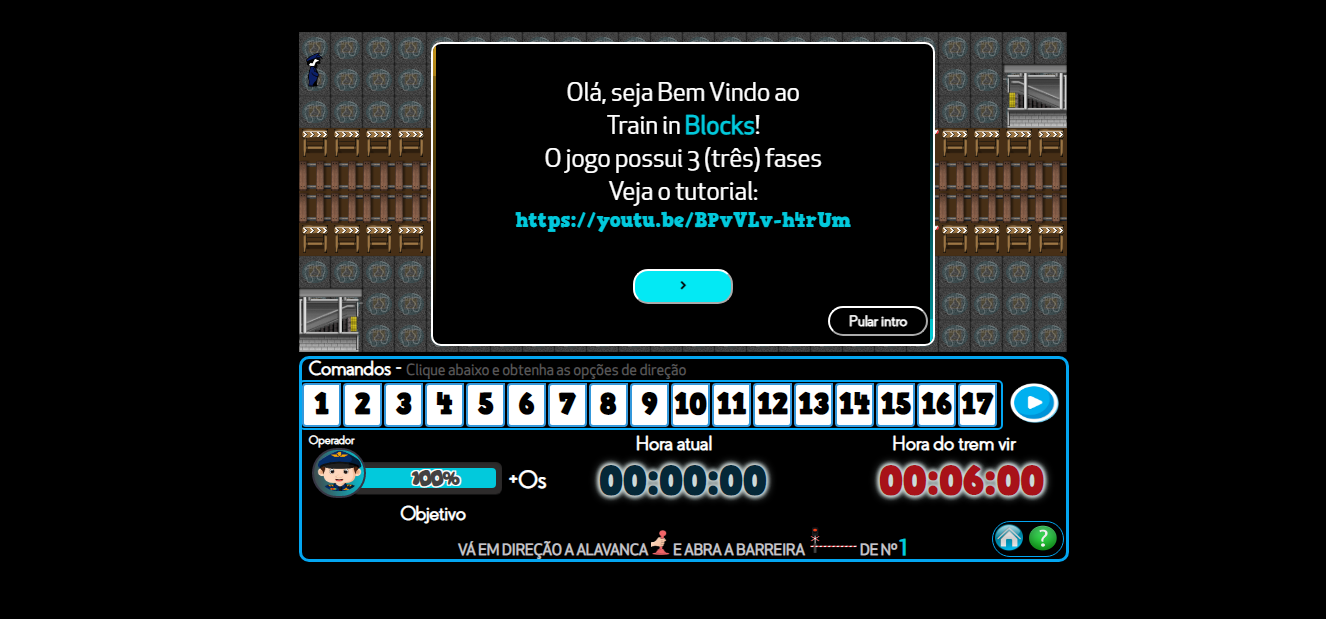 Olá, seja Bem Vindo ao
Train in Blocks!
O jogo possui 3 (três) fases
Veja o tutorial:
https://youtu.be/BPvVLv-h4rUm
>
Pular intro
Comandos - Clique abaixo e obtenha as opções de direção
1 2 3 4 5 6 7 8 9 10 11 12 13 14 15 16 17
Operador
100%
+0s
Hora atual
00:00:00
Hora do trem vir
00:06:00
Objetivo
VÁ EM DIREÇÃO A ALAVANCA E ABRA A BARREIRA DE Nº 1
?